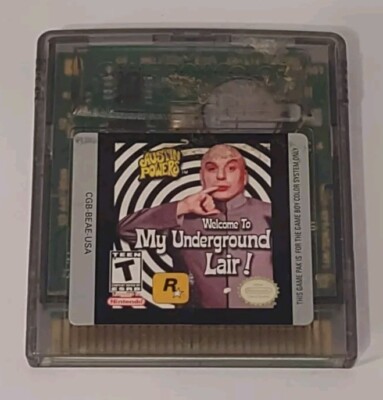 AUSTIN
POWERS
Welcome To
My Underground
Lair!
TEEN
T
ESRB
Nintendo
R
CGB-BEAE-USA
THIS GAME PAK IS FOR THE GAME BOY COLOR SYSTEM ONLY